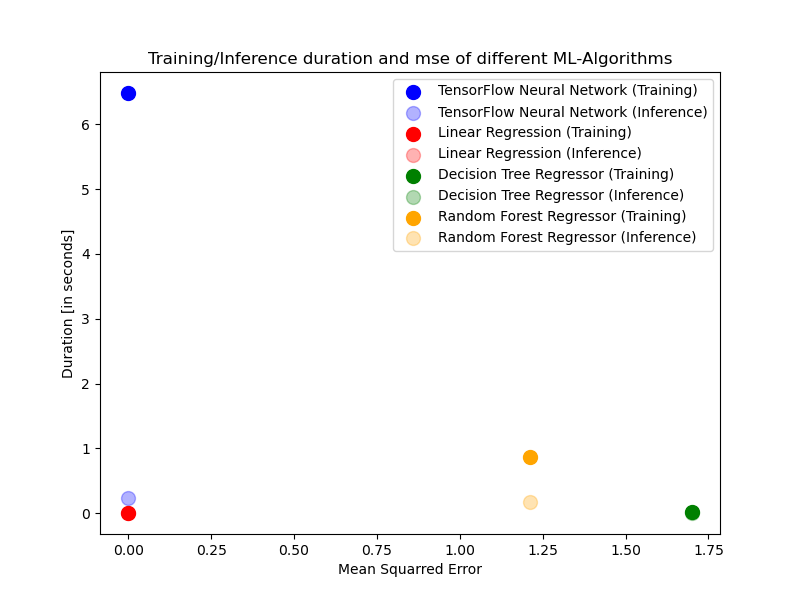 Training/Inference duration and mse of different ML-Algorithms
TensorFlow Neural Network (Training)
TensorFlow Neural Network (Inference)
Linear Regression (Training)
Linear Regression (Inference)
Decision Tree Regressor (Training)
Decision Tree Regressor (Inference)
Random Forest Regressor (Training)
Random Forest Regressor (Inference)
Duration [in seconds]
6
5
4
3
2
1
0
0.00 0.25 0.50 0.75 1.00 1.25 1.50 1.75
Mean Squarred Error